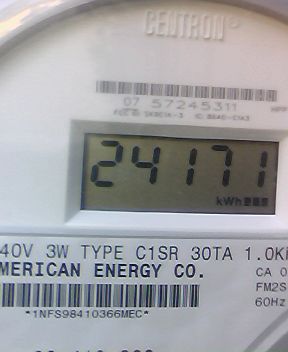 CENTRON®
07 57245311
24171
kWh
40V 3W TYPE C1SR 30TA 1.0K
MERICAN ENERGY CO.
CA 0
FM2S
60Hz
*1NFS98410366MEC*